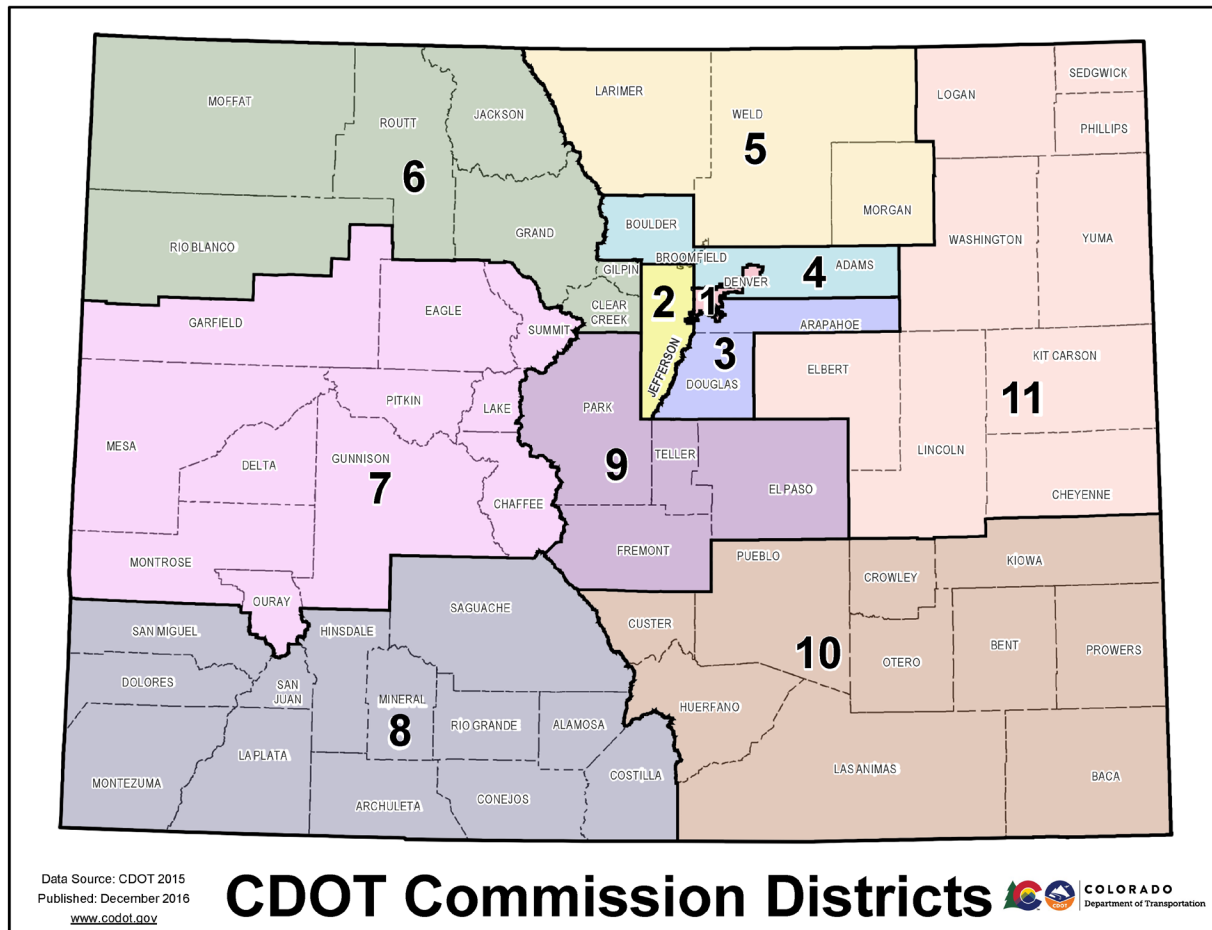 MOFFAT
ROUTT
JACKSON
LARIMER
WELD
LOGAN
SEDGWICK
PHILLIPS
6
5
MORGAN
RIO BLANCO
GRAND
BOULDER
WASHINGTON
YUMA
BROOMFIELD
GILPIN
4
ADAMS
DENVER
CLEAR
CREEK
2
1
GARFIELD
EAGLE
SUMMIT
ARAPAHOE
JEFFERSON
3
DOUGLAS
ELBERT
KIT CARSON
11
PITKIN
LAKE
PARK
MESA
DELTA
GUNNISON
7
CHAFFEE
9
TELLER
EL PASO
LINCOLN
CHEYENNE
MONTROSE
FREMONT
PUEBLO
CROWLEY
KIOWA
OURAY
SAGUACHE
SAN MIGUEL
HINSDALE
CUSTER
10
OTERO
BENT
PROWERS
DOLORES
SAN
JUAN
MINERAL
8
RIO GRANDE
ALAMOSA
HUERFANO
LA PLATA
MONTEZUMA
ARCHULETA
CONEJOS
COSTILLA
LAS ANIMAS
BACA
Data Source: CDOT 2015
Published: December 2016
www.codot.gov
CDOT Commission Districts
CDOT
COLORADO
Department of Transportation